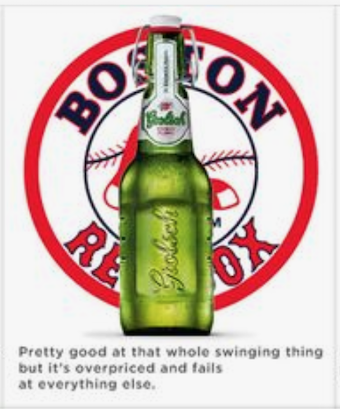 BOSTON
Grolsch
Grolsch
RED SOX
M
Pretty good at that whole swinging thing
but it's overpriced and fails
at everything else.